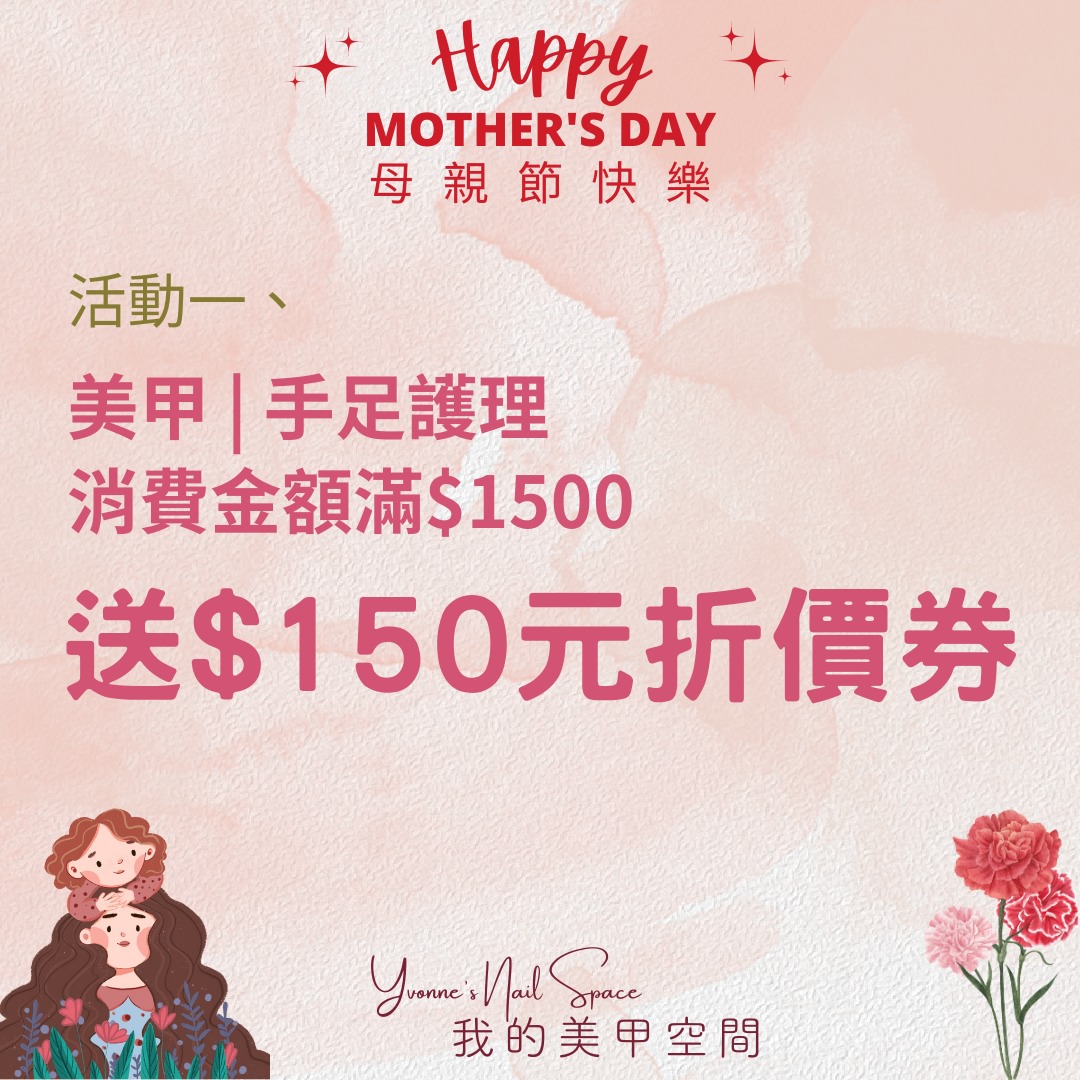 Happy
MOTHER'S DAY
母親節快樂
活動一、
美甲|手足護理
消費金額滿$1500
送$150元折價券
Yvonne's Nail Space
我的美甲空間